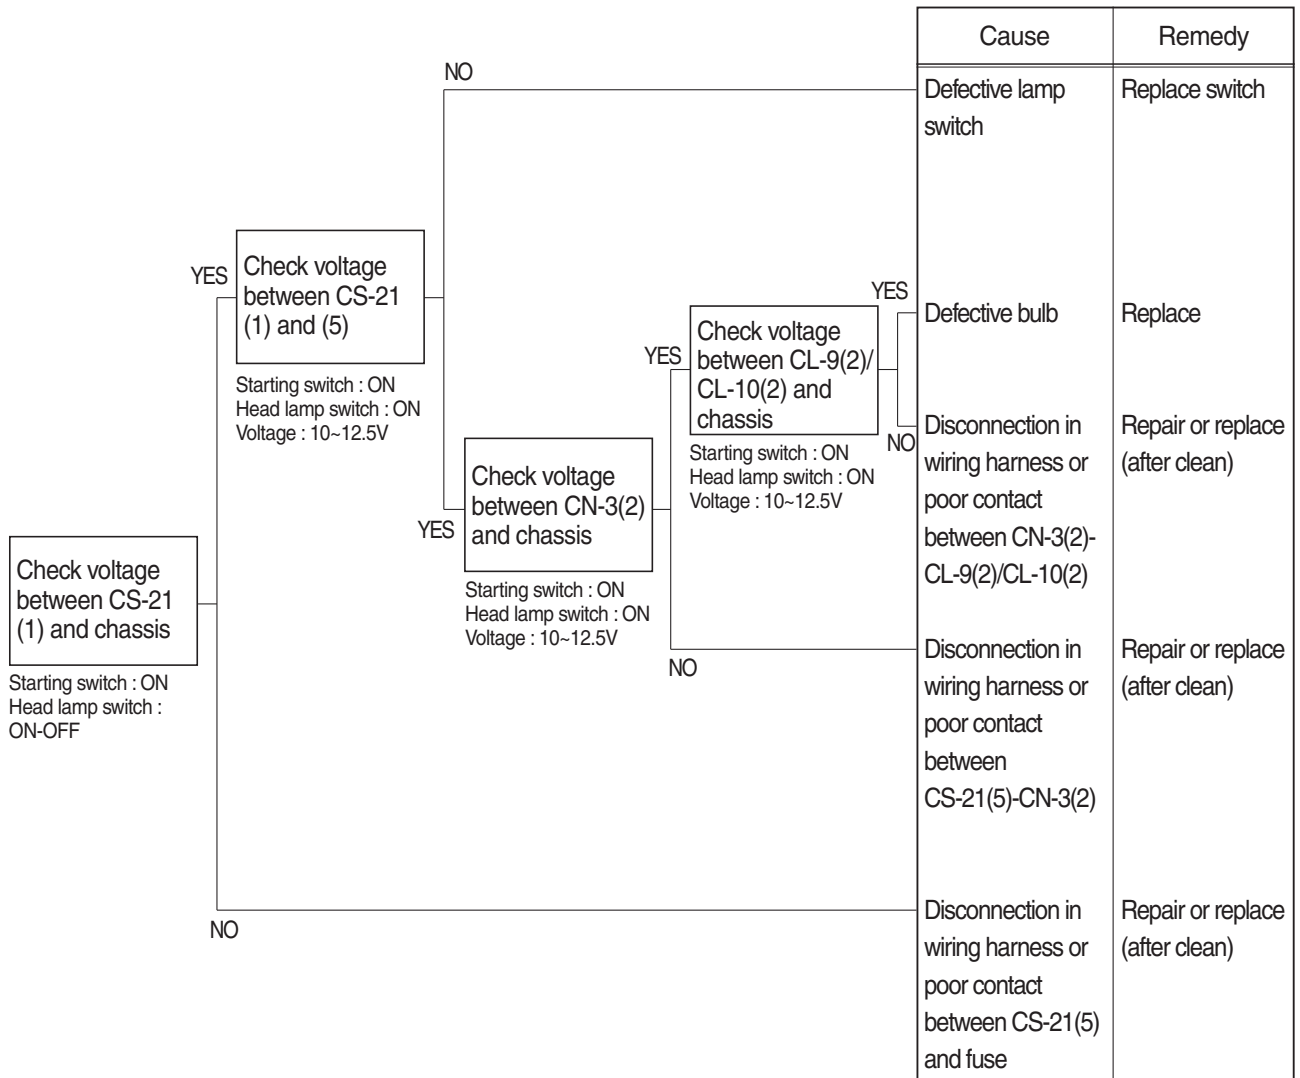 Cause
Remedy
NO
Defective lamp
switch
Replace switch
YES
Check voltage
between CS-21
(1) and (5)
Starting switch : ON
Head lamp switch : ON
Voltage : 10~12.5V
YES
Check voltage
between CL-9(2)/
CL-10(2) and
chassis
Starting switch : ON
Head lamp switch : ON
Voltage : 10~12.5V
YES
Defective bulb
Replace
NO
Disconnection in
wiring harness or
poor contact
between CN-3(2)-
CL-9(2)/CL-10(2)
Repair or replace
(after clean)
YES
Check voltage
between CN-3(2)
and chassis
Starting switch : ON
Head lamp switch : ON
Voltage : 10~12.5V
Check voltage
between CS-21
(1) and chassis
Starting switch : ON
Head lamp switch :
ON-OFF
NO
Disconnection in
wiring harness or
poor contact
between
CS-21(5)-CN-3(2)
Repair or replace
(after clean)
NO
Disconnection in
wiring harness or
poor contact
between CS-21(5)
and fuse
Repair or replace
(after clean)